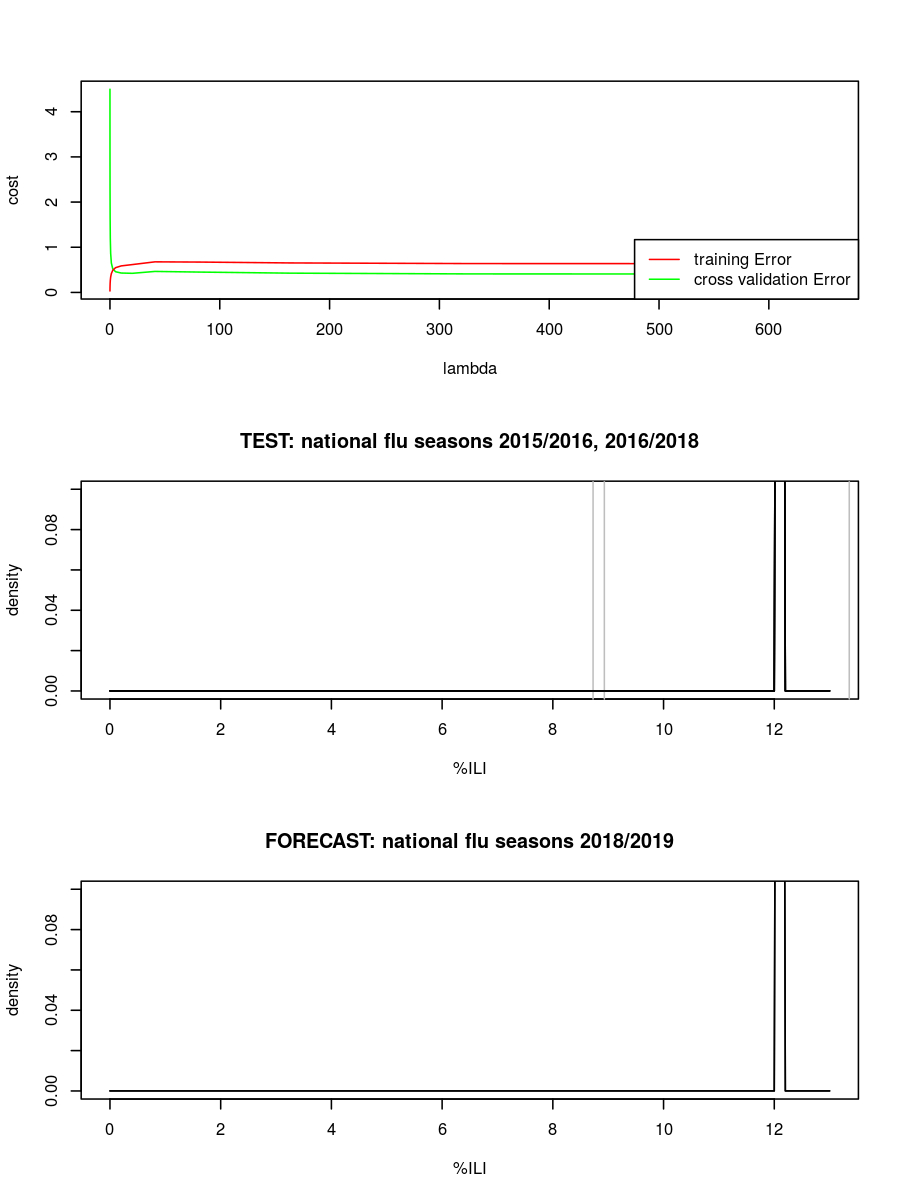 cost
4
3
2
1
0
training Error
cross validation Error
0 100 200 300 400 500 600
lambda
TEST: national flu seasons 2015/2016, 2016/2018
density
0.08
0.04
0.00
0 2 4 6 8 10 12
%ILI
FORECAST: national flu seasons 2018/2019
density
0.08
0.04
0.00
0 2 4 6 8 10 12
%ILI